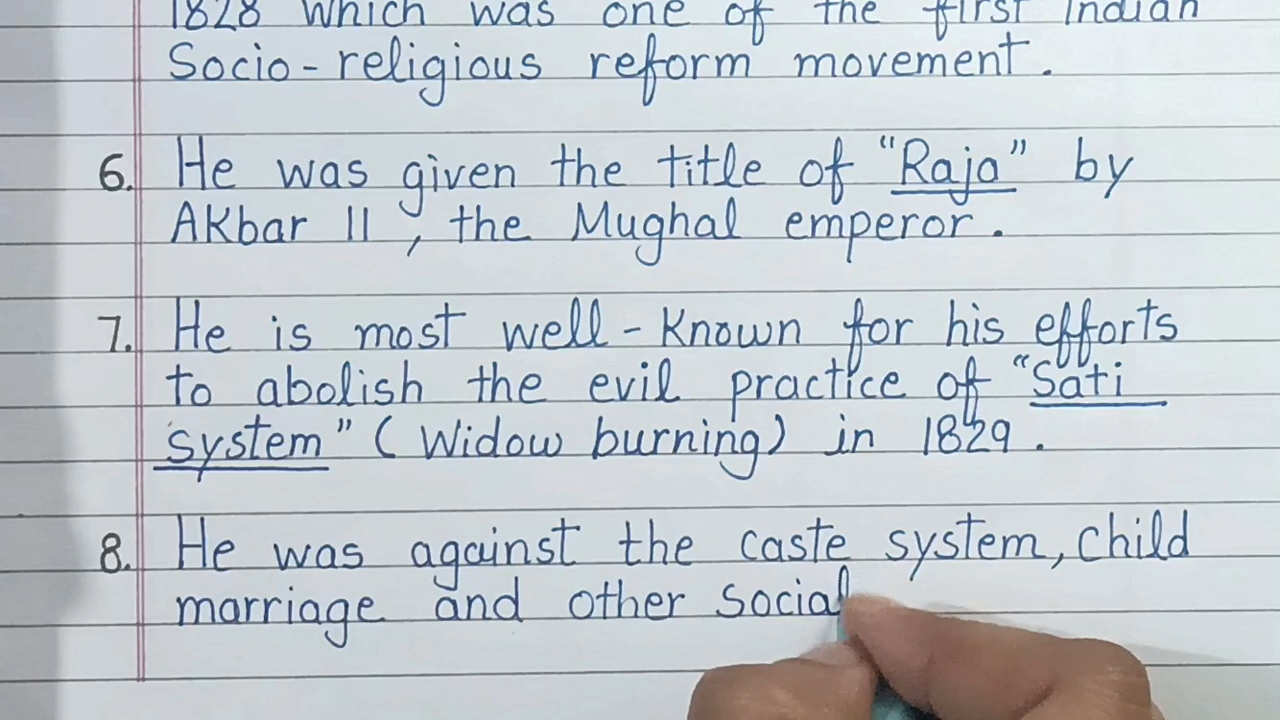 1828 which was one of the first Indian
Socio-religious reform movement.
6. He was given the title of "Raja" by
Akbar II, the Mughal emperor.
7. He is most well-Known for his efforts
to abolish the evil practice of "Sati
system" (Widow burning) in 1829.
8. He was against the caste system, child
marriage and other social